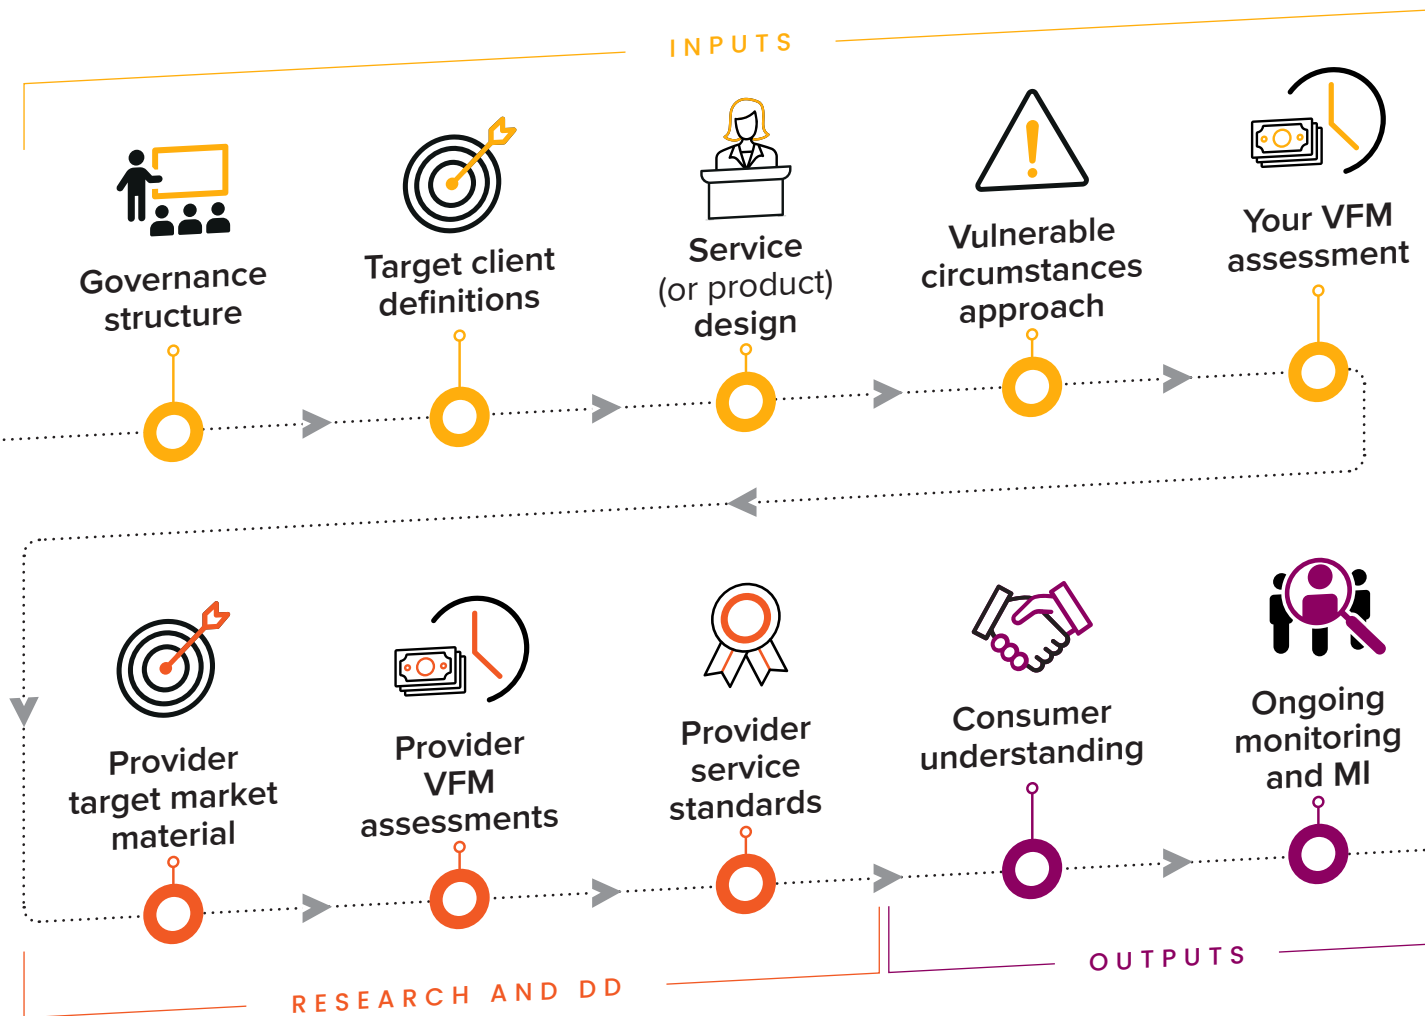 INPUTS
Governance
structure
Target client
definitions
Service
(or product)
design
Vulnerable
circumstances
approach
Your VFM
assessment
Provider
target market
material
Provider
VFM
assessments
Provider
service
standards
Consumer
understanding
Ongoing
monitoring
and MI
RESEARCH AND DD
OUTPUTS